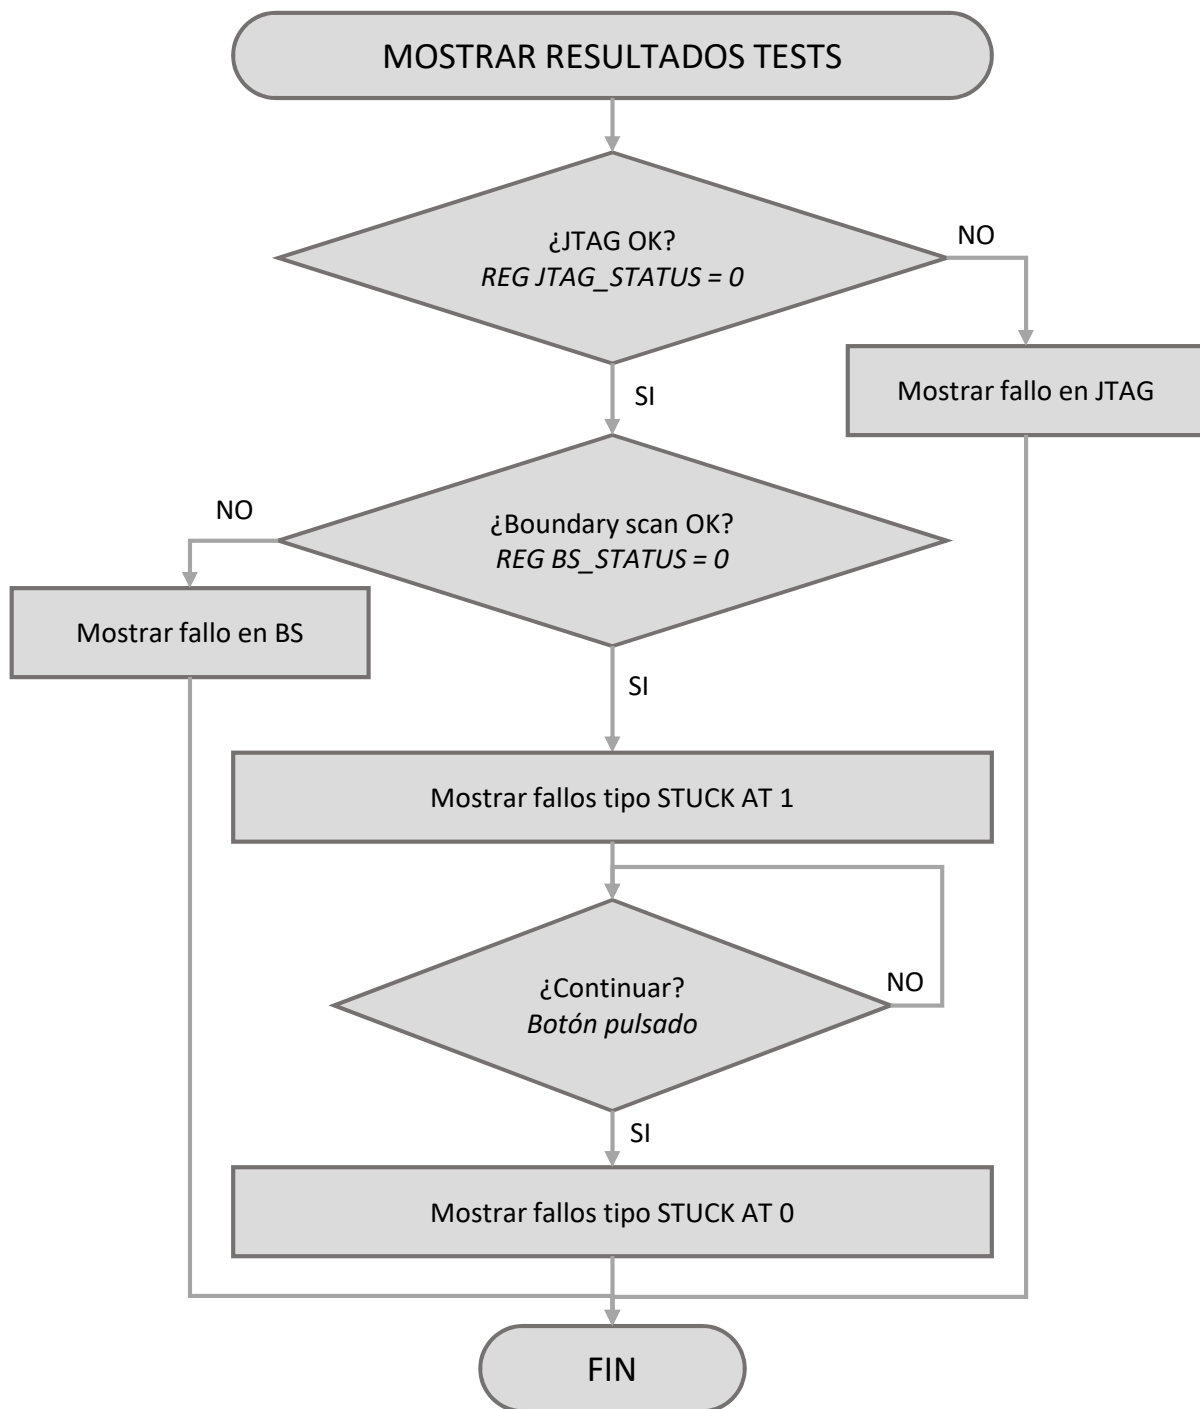 MOSTRAR RESULTADOS TESTS
¿JTAG OK?
REG JTAG_STATUS = 0
NO
Mostrar fallo en JTAG
SI
¿Boundary scan OK?
REG BS_STATUS = 0
NO
Mostrar fallo en BS
SI
Mostrar fallos tipo STUCK AT 1
¿Continuar?
Botón pulsado
NO
SI
Mostrar fallos tipo STUCK AT 0
FIN